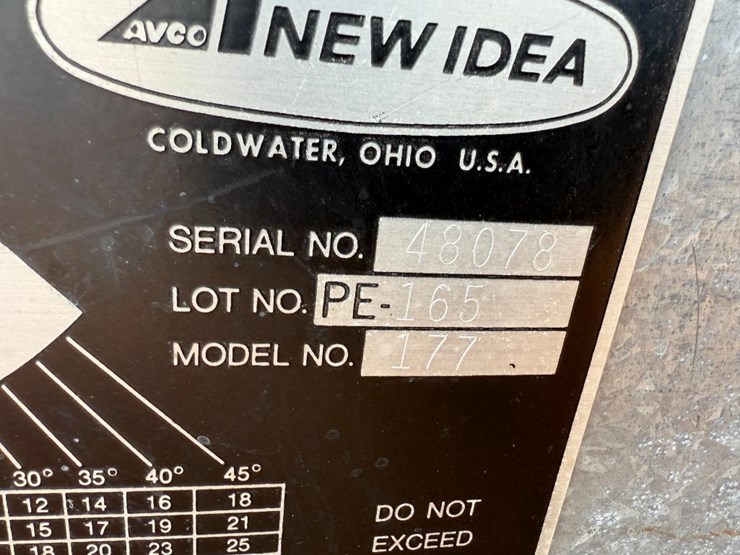 AVCO NEW IDEA
COLDWATER, OHIO U.S.A.
SERIAL NO. 48078
LOT NO. PE-165
MODEL NO. 177
30° 35° 40° 45°
12 14 16 18
15 17 19 21
18 20 23 25
DO NOT
EXCEED